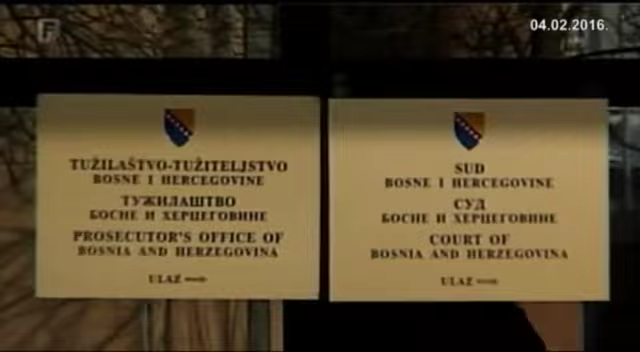 F
04.02.2016.
TUŽILAŠTVO-TUŽITELJSTVO
BOSNE I HERCEGOVINE
ТУЖИЛАШТВО
БОСНЕ И ХЕРЦЕГОВИНЕ
PROSECUTOR'S OFFICE OF
BOSNIA AND HERZEGOVINA
ULAZ
SUD
BOSNE I HERCEGOVINE
СУД
БОСНЕ И ХЕРЦЕГОВИНЕ
COURT OF
BOSNIA AND HERZEGOVINA
ULAZ